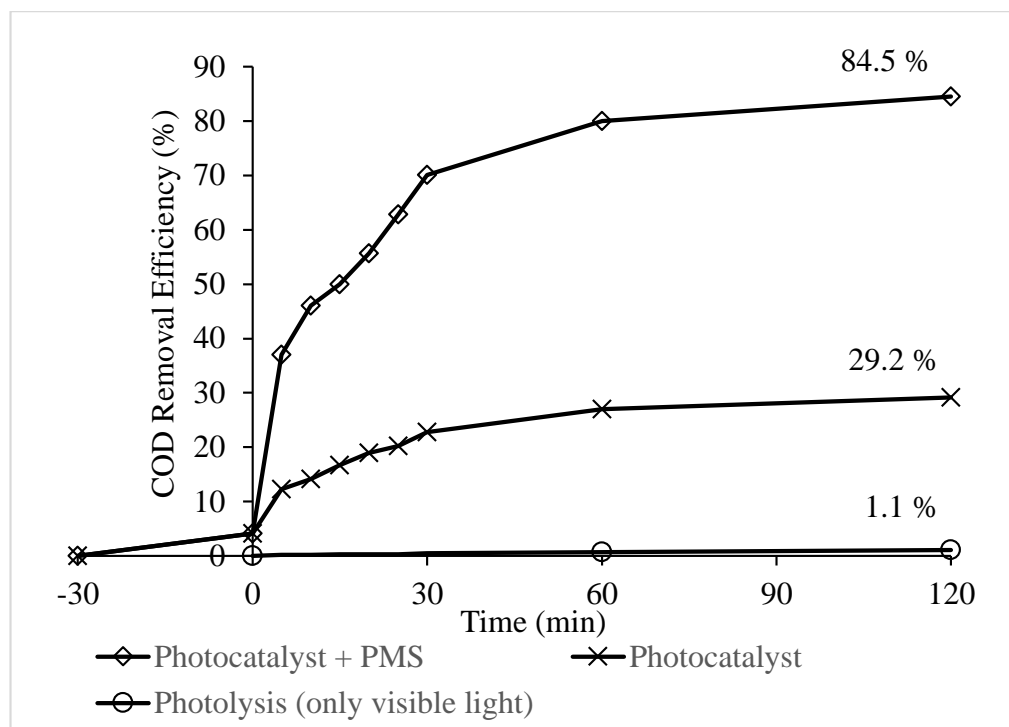 84.5 %
29.2 %
1.1 %
COD Removal Efficiency (%)
90
80
70
60
50
40
30
20
10
0
-30 0 30 60 90 120
Time (min)
Photocatalyst + PMS Photocatalyst
Photolysis (only visible light)